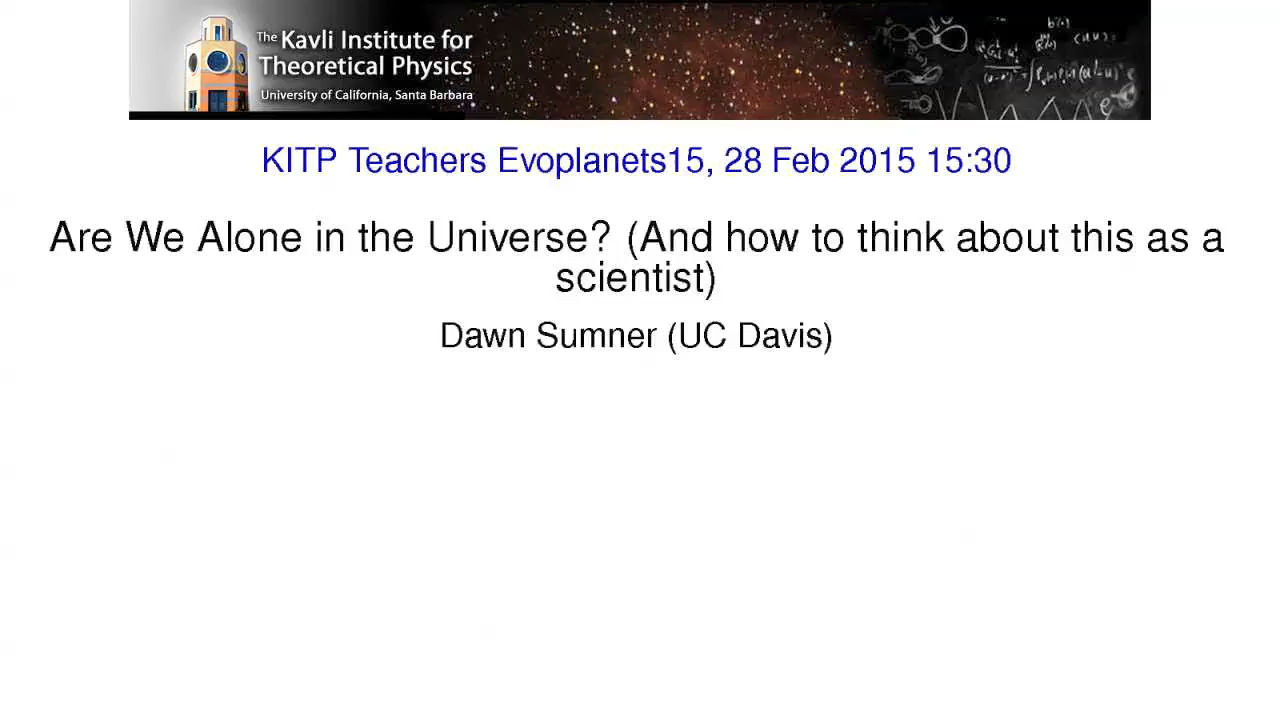 The Kavli Institute for
Theoretical Physics
University of California, Santa Barbara
KITP Teachers Evoplanets15, 28 Feb 2015 15:30
Are We Alone in the Universe? (And how to think about this as a
scientist)
Dawn Sumner (UC Davis)